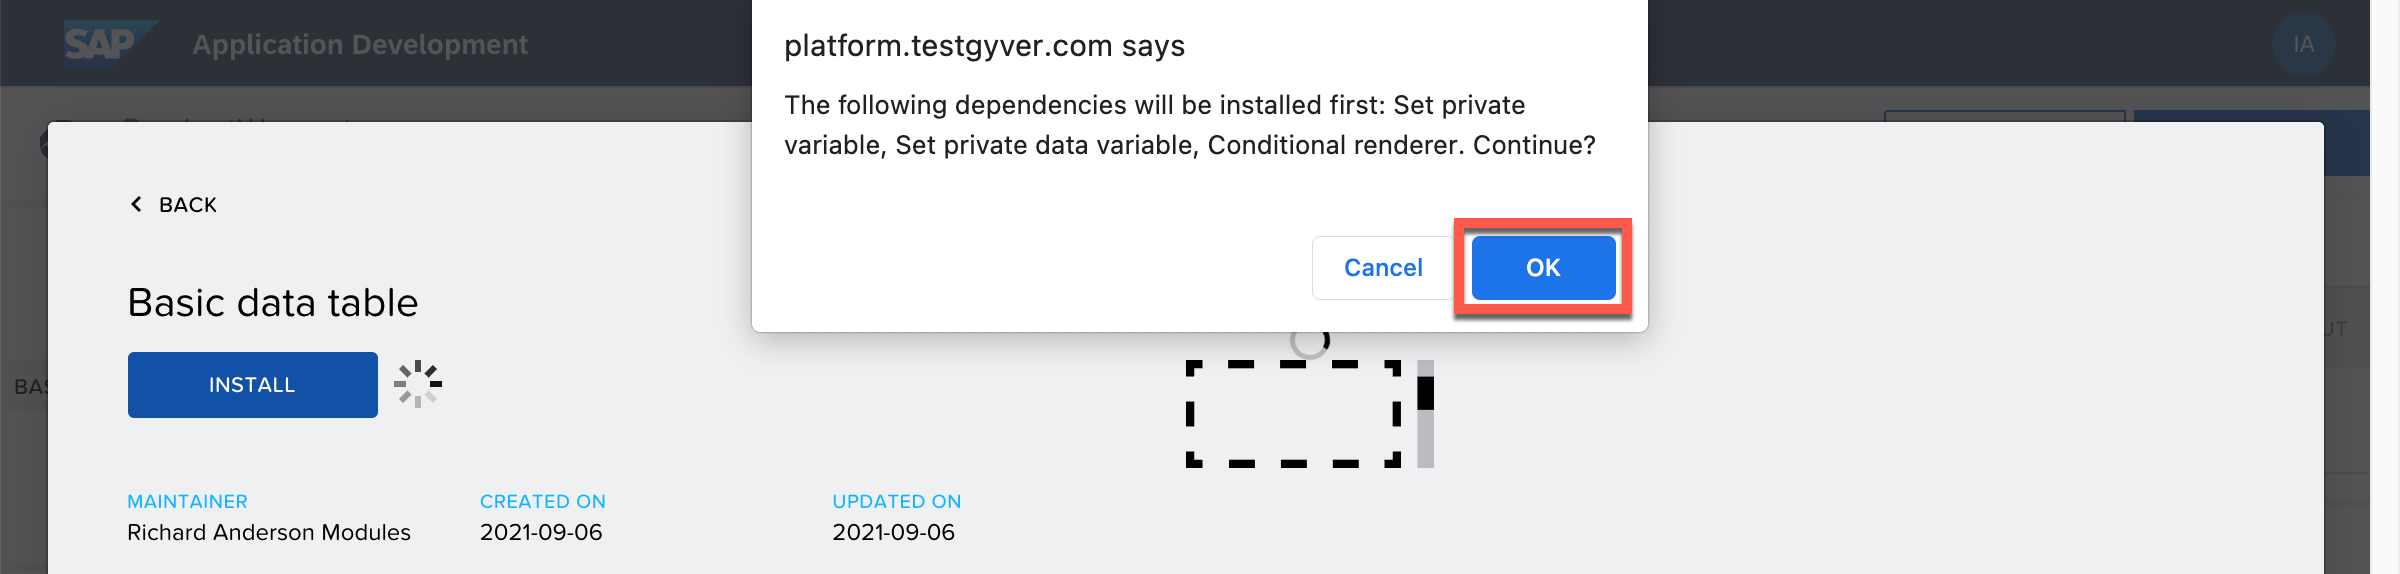 SAP
Application Development
IA
platform.testgyver.com says
The following dependencies will be installed first: Set private
variable, Set private data variable, Conditional renderer. Continue?
Cancel
OK
BACK
Basic data table
INSTALL
MAINTAINER
Richard Anderson Modules
CREATED ON
2021-09-06
UPDATED ON
2021-09-06